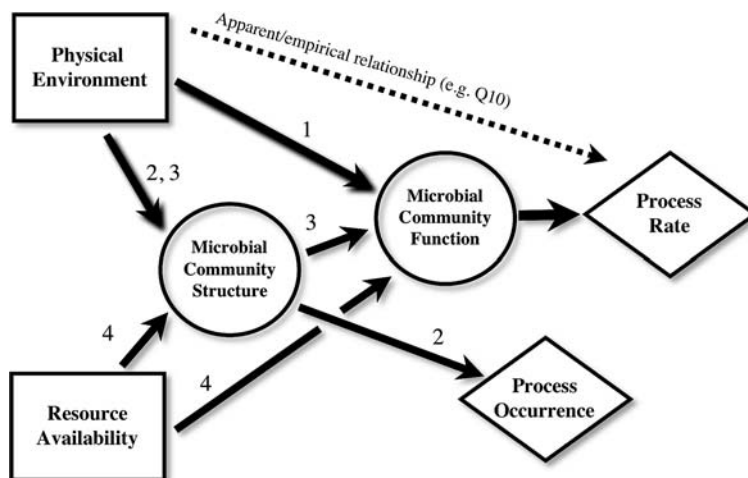 Physical
Environment
Apparent/empirical relationship (e.g. Q10)
1
2, 3
Microbial
Community
Function
Process
Rate
3
Microbial
Community
Structure
4
4
2
Resource
Availability
Process
Occurrence